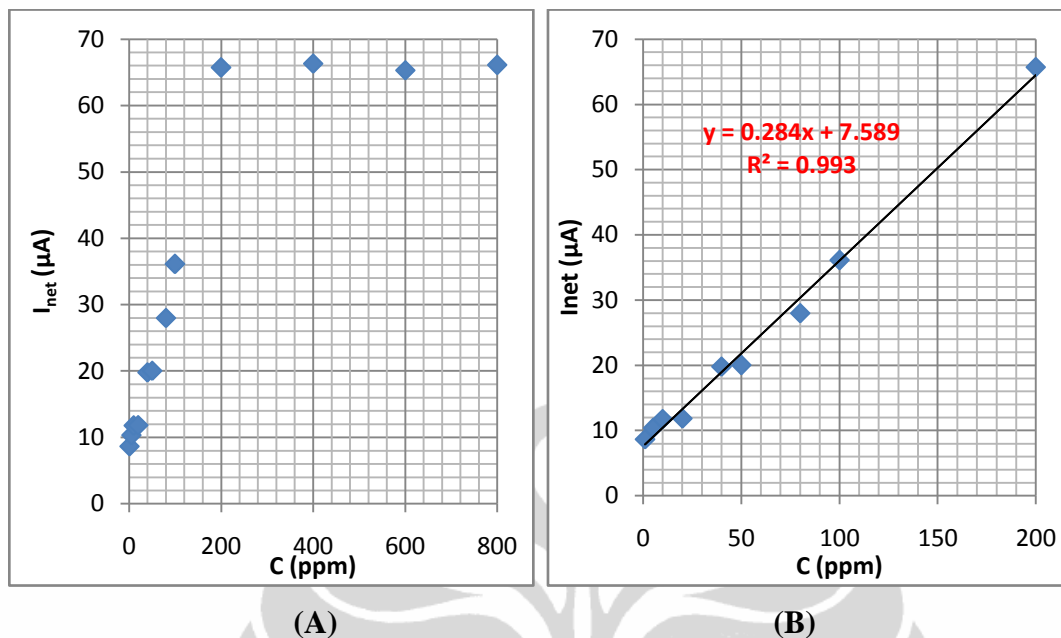 70
60
50
40
30
20
10
0
I_net (µA)
0 200 400 600 800
C (ppm)
(A)
70
60
50
40
30
20
10
0
Inet (µA)
y = 0.284x + 7.589
R² = 0.993
0 50 100 150 200
C (ppm)
(B)